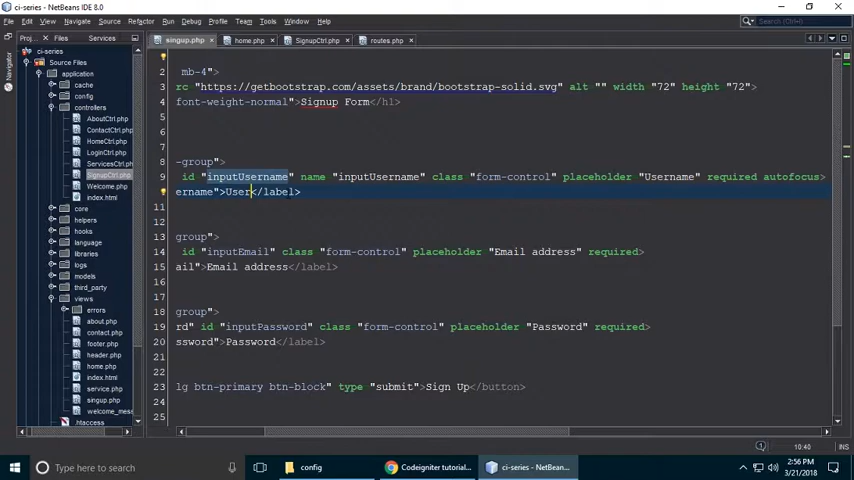 ci-series - NetBeans IDE 8.0
File Edit View Navigate Source Refactor Run Debug Profile Team Tools Window Help
Search (Ctrl+I)
Proj... Files Services
singup.php home.php SignupCtrl.php routes.php
Navigator
ci-series
Source Files
application
cache
config
controllers
AboutCtrl.php
ContactCtrl.php
HomeCtrl.php
LoginCtrl.php
ServicesCtrl.php
SignupCtrl.php
Welcome.php
index.html
core
helpers
hooks
language
libraries
logs
models
third_party
views
errors
about.php
contact.php
footer.php
header.php
home.php
index.html
service.php
singup.php
welcome_mess
.htaccess
mb-4">
3 rc "https://getbootstrap.com/assets/brand/bootstrap-solid.svg" alt "" width "72" height "72">
4 font-weight-normal">Signup Form</h1>
5
6
7
8 -group">
9 id "inputUsername" name "inputUsername" class "form-control" placeholder "Username" required autofocus>
ername">User</label>
11
12
13 group">
14 id "inputEmail" class "form-control" placeholder "Email address" required>
15 ail">Email address</label>
16
17
18 group">
19 rd" id "inputPassword" class "form-control" placeholder "Password" required>
20 ssword">Password</label>
21
22
23 lg btn-primary btn-block" type "submit">Sign Up</button>
24
25
1 10:40 INS
Type here to search config Codeigniter tutorial... ci-series - NetBean... 2:56 PM
3/21/2018